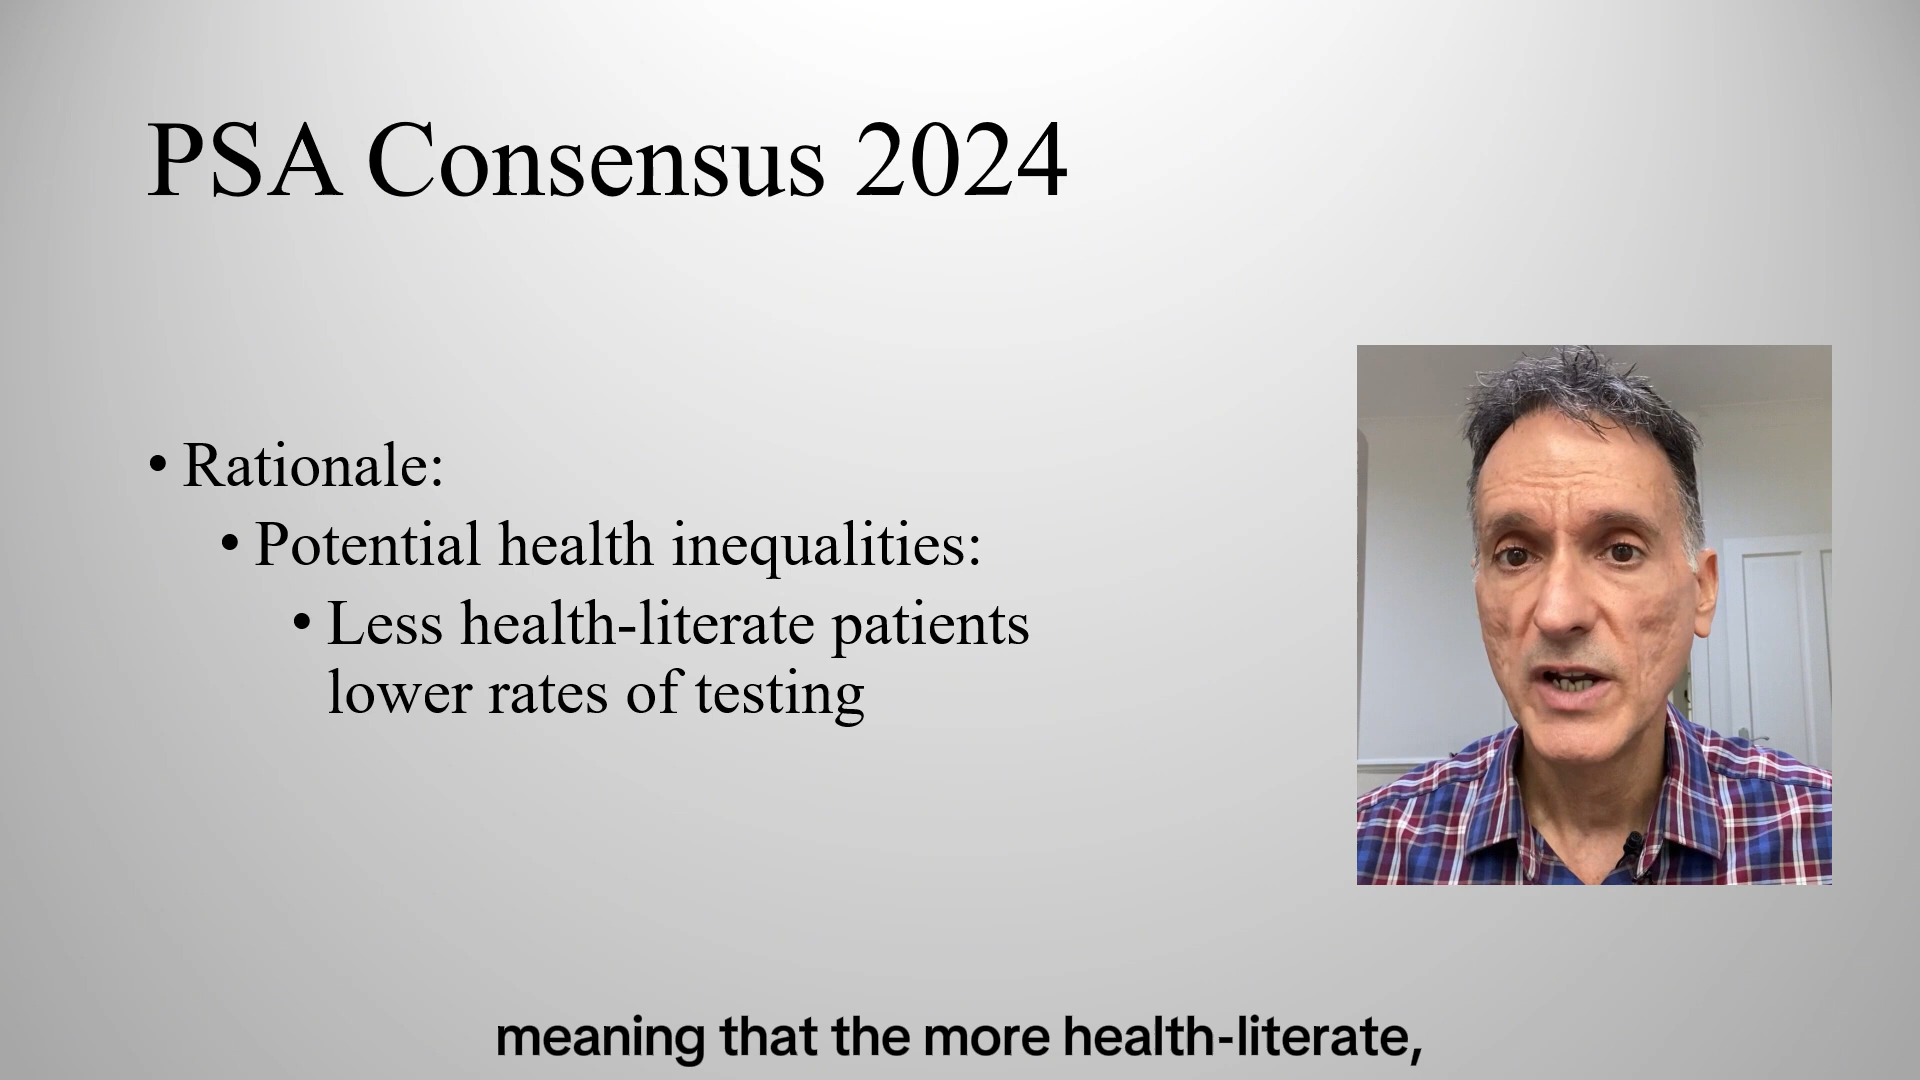 PSA Consensus 2024
• Rationale:
• Potential health inequalities:
• Less health-literate patients
lower rates of testing
meaning that the more health-literate,